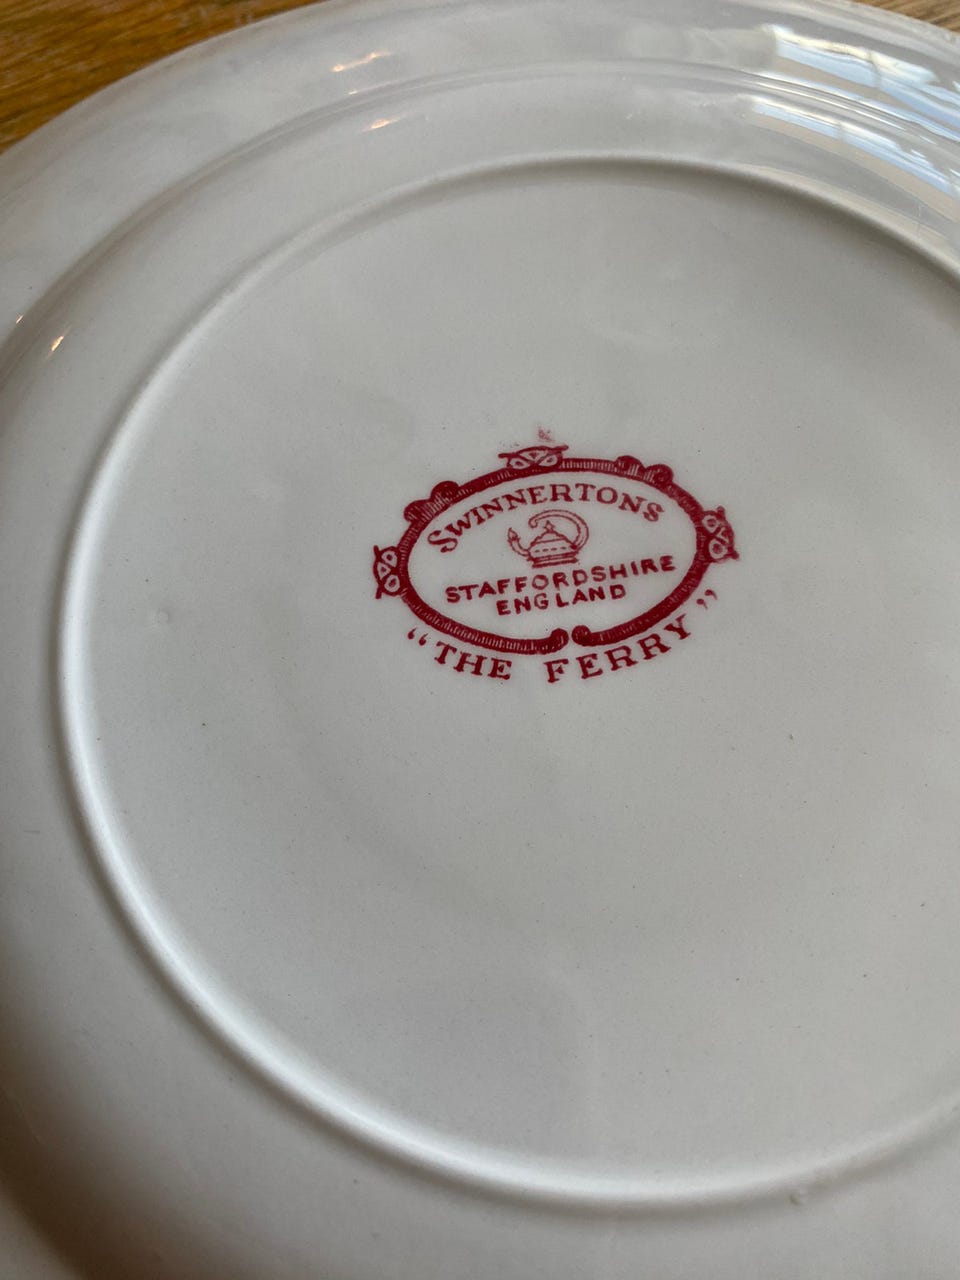 SWINNERTONS
STAFFORDSHIRE
ENGLAND
“THE FERRY”